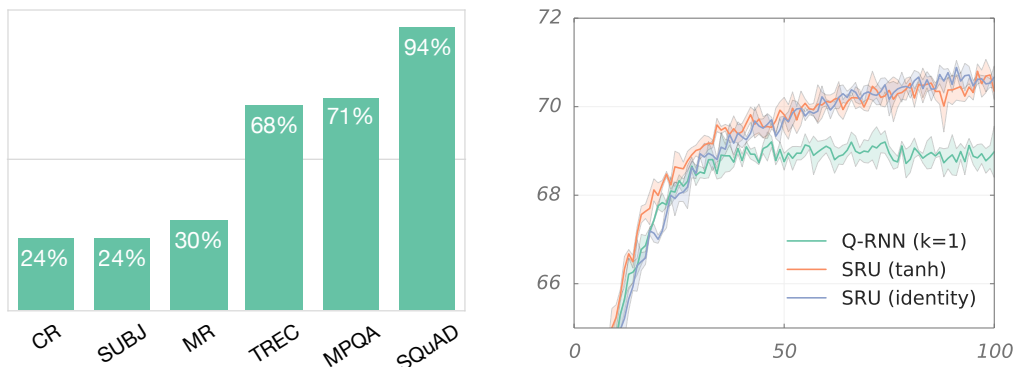 94%
68%
71%
24%
24%
30%
CR
SUBJ
MR
TREC
MPQA
SQuAD
72
70
68
66
Q-RNN (k=1)
SRU (tanh)
SRU (identity)
0
50
100